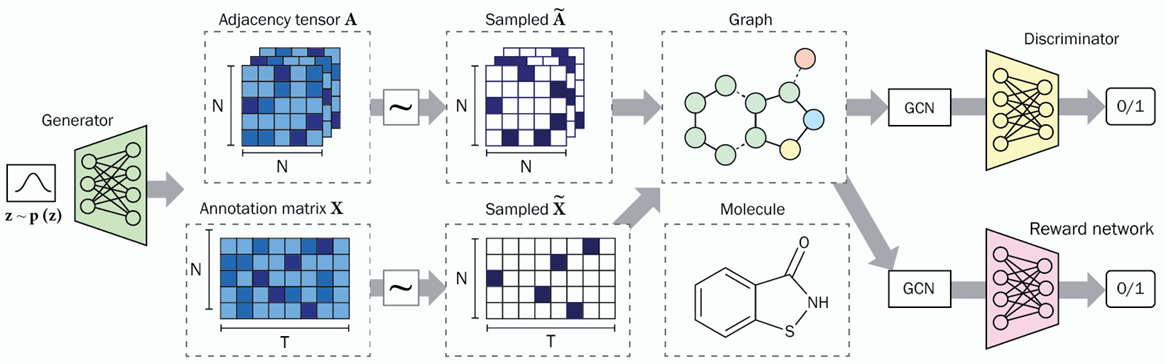 Generator
z ~ p (z)
Adjacency tensor A
N
N
~
Sampled Ã
N
N
Graph
GCN
Discriminator
0/1
Annotation matrix X
N
T
~
Sampled X̃
N
T
Molecule
O
NH
S
GCN
Reward network
0/1